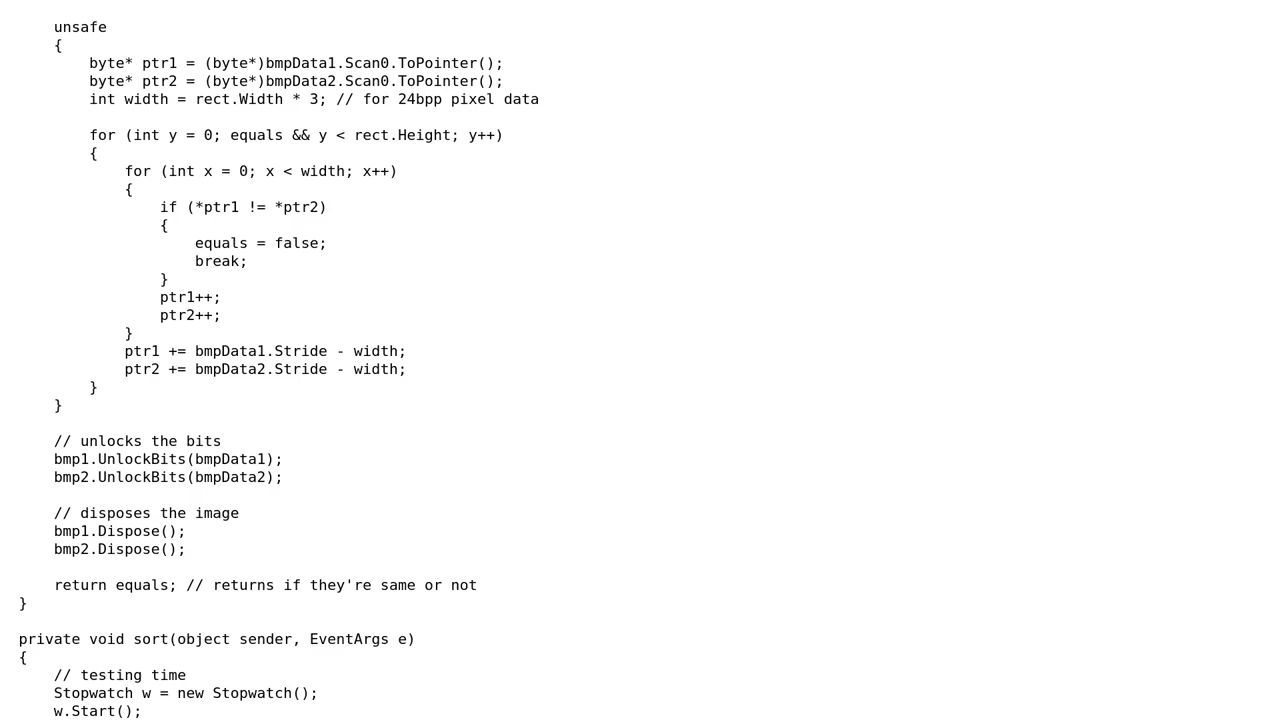 unsafe
{
byte* ptr1 = (byte*)bmpData1.Scan0.ToPointer();
byte* ptr2 = (byte*)bmpData2.Scan0.ToPointer();
int width = rect.Width * 3; // for 24bpp pixel data
for (int y = 0; equals && y < rect.Height; y++)
{
for (int x = 0; x < width; x++)
{
if (*ptr1 != *ptr2)
{
equals = false;
break;
}
ptr1++;
ptr2++;
}
ptr1 += bmpData1.Stride - width;
ptr2 += bmpData2.Stride - width;
}
}
// unlocks the bits
bmp1.UnlockBits(bmpData1);
bmp2.UnlockBits(bmpData2);
// disposes the image
bmp1.Dispose();
bmp2.Dispose();
return equals; // returns if they're same or not
}
private void sort(object sender, EventArgs e)
{
// testing time
Stopwatch w = new Stopwatch();
w.Start();